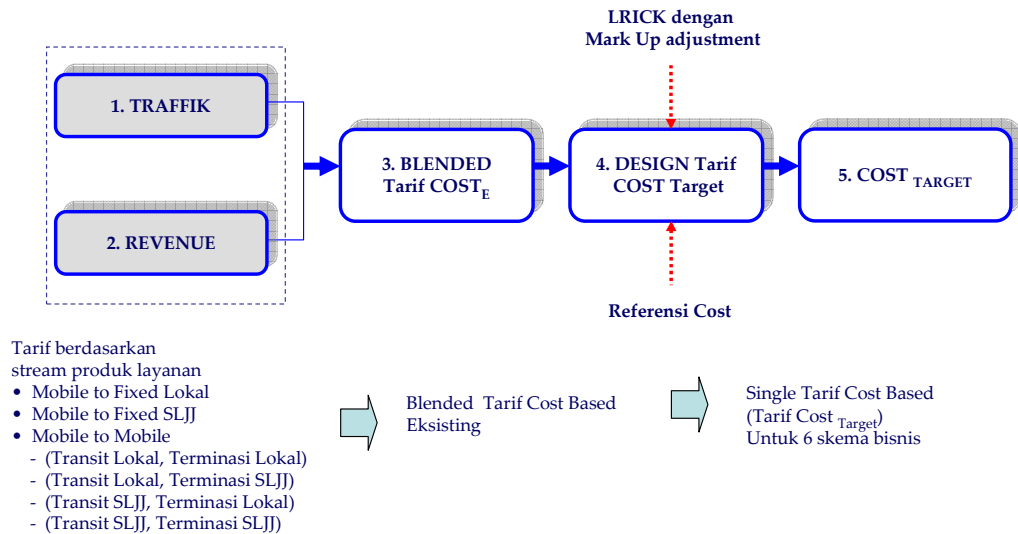 LRICK dengan
Mark Up adjustment
1. TRAFFIK
2. REVENUE
3. BLENDED
Tarif COST E
4. DESIGN Tarif
COST Target
5. COST TARGET
Referensi Cost
Tarif berdasarkan
stream produk layanan
• Mobile to Fixed Lokal
• Mobile to Fixed SLJJ
• Mobile to Mobile
- (Transit Lokal, Terminasi Lokal)
- (Transit Lokal, Terminasi SLJJ)
- (Transit SLJJ, Terminasi Lokal)
- (Transit SLJJ, Terminasi SLJJ)
Blended Tarif Cost Based
Eksisting
Single Tarif Cost Based
(Tarif Cost Target)
Untuk 6 skema bisnis